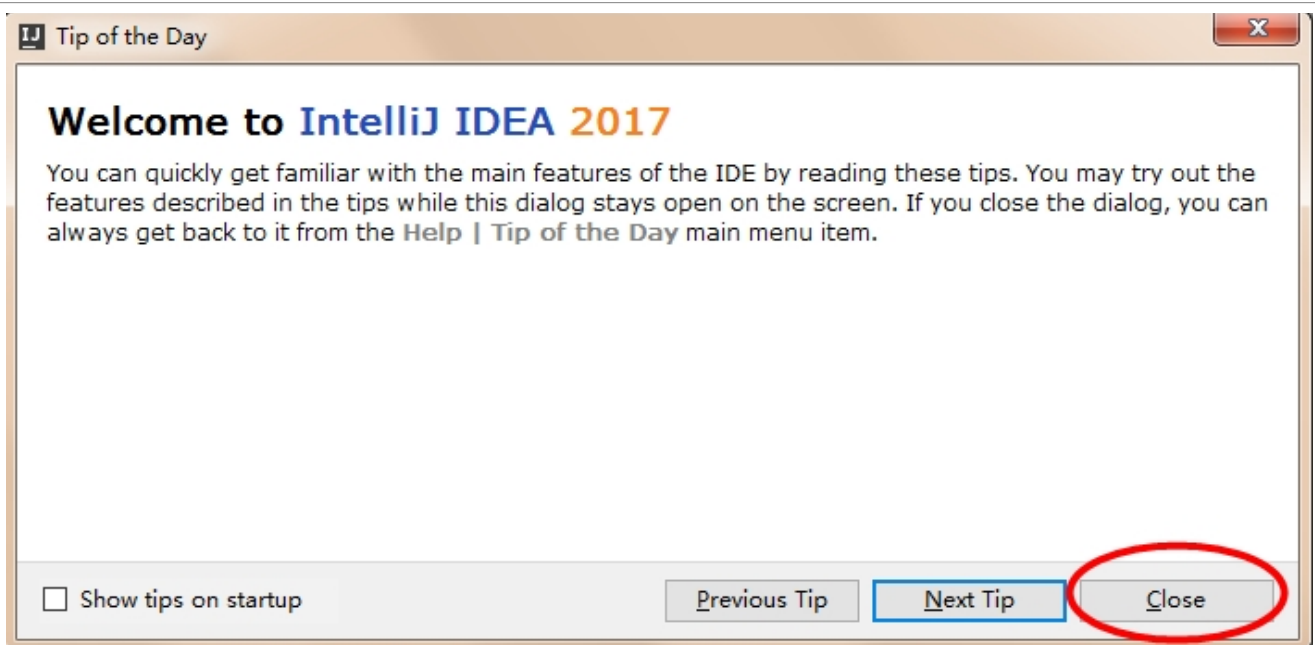 IJ Tip of the Day
x
Welcome to IntelliJ IDEA 2017
You can quickly get familiar with the main features of the IDE by reading these tips. You may try out the
features described in the tips while this dialog stays open on the screen. If you close the dialog, you can
always get back to it from the Help | Tip of the Day main menu item.
Show tips on startup
Previous Tip
Next Tip
Close